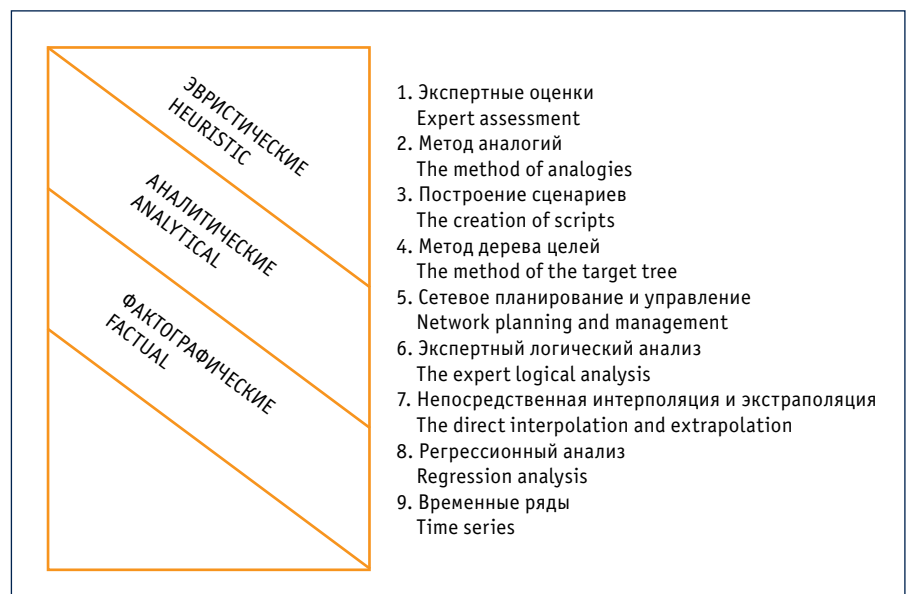 ЭВРИСТИЧЕСКИЕ
HEURISTIC
АНАЛИТИЧЕСКИЕ
ANALYTICAL
ФАКТОГРАФИЧЕСКИЕ
FACTUAL
1. Экспертные оценки
Expert assessment
2. Метод аналогий
The method of analogies
3. Построение сценариев
The creation of scripts
4. Метод дерева целей
The method of the target tree
5. Сетевое планирование и управление
Network planning and management
6. Экспертный логический анализ
The expert logical analysis
7. Непосредственная интерполяция и экстраполяция
The direct interpolation and extrapolation
8. Регрессионный анализ
Regression analysis
9. Временные ряды
Time series